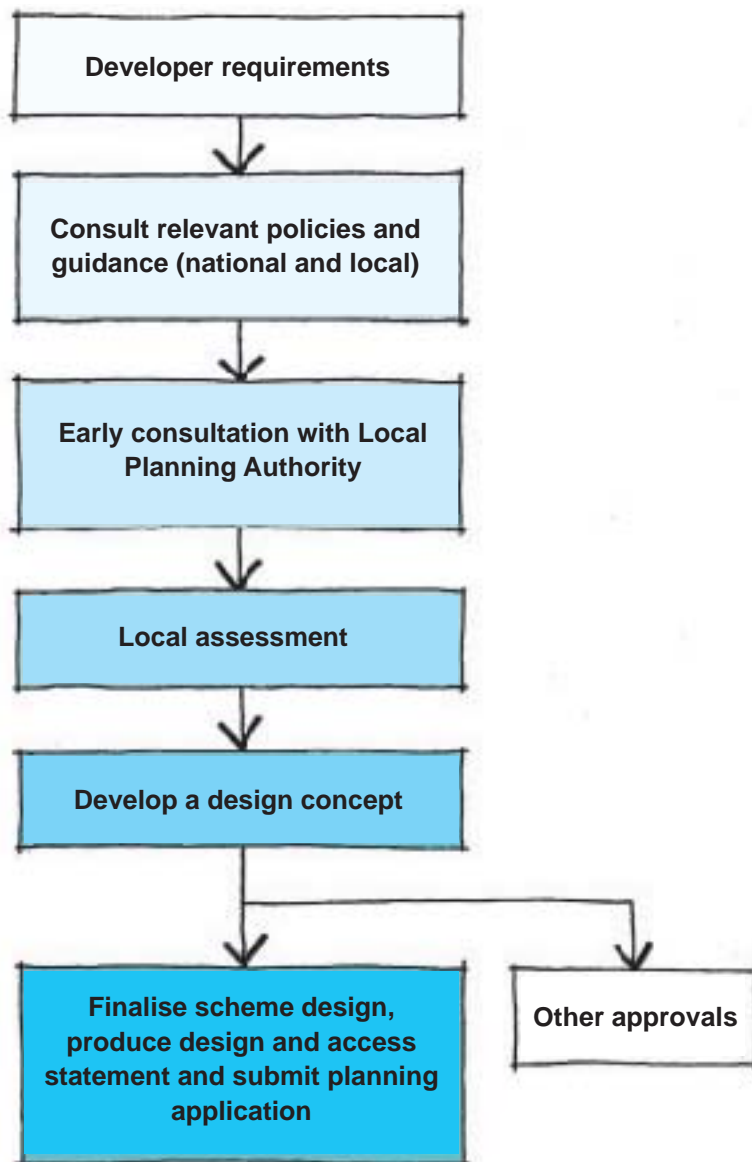 Developer requirements
Consult relevant policies and
guidance (national and local)
Early consultation with Local
Planning Authority
Local assessment
Develop a design concept
Finalise scheme design,
produce design and access
statement and submit planning
application
Other approvals